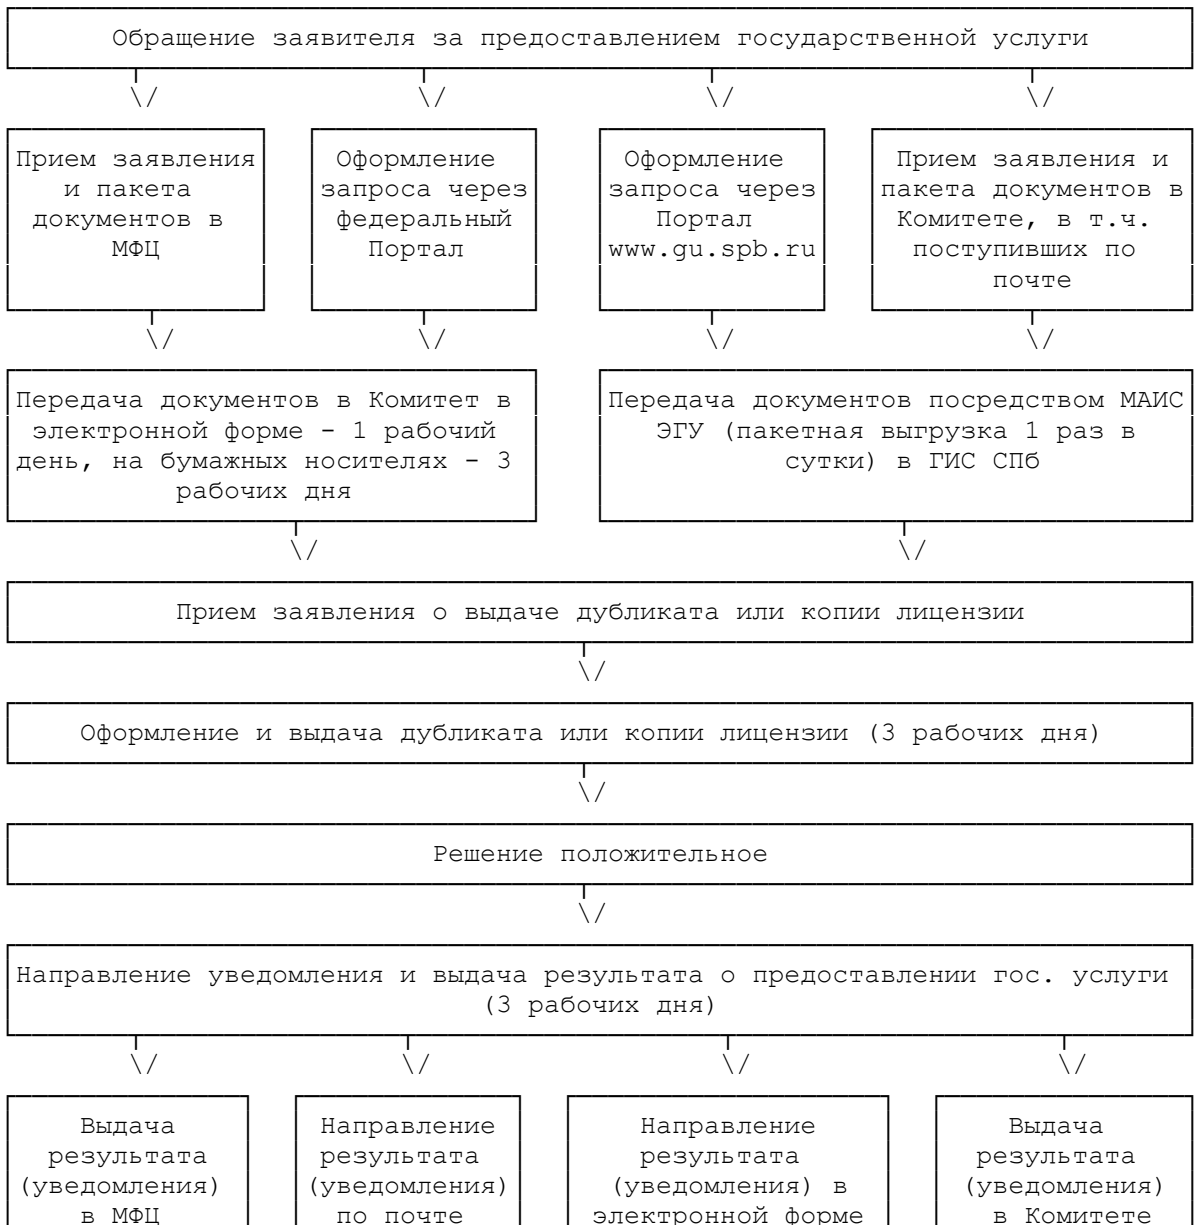 Обращение заявителя за предоставлением государственной услуги
Прием заявления
и пакета
документов в
МФЦ
Оформление
запроса через
федеральный
Портал
Оформление
запроса через
Портал
www.gu.spb.ru
Прием заявления и
пакета документов в
Комитете, в т.ч.
поступивших по
почте
Передача документов в Комитет в
электронной форме - 1 рабочий
день, на бумажных носителях - 3
рабочих дня
Передача документов посредством МАИС
ЭГУ (пакетная выгрузка 1 раз в
сутки) в ГИС СПб
Прием заявления о выдаче дубликата или копии лицензии
Оформление и выдача дубликата или копии лицензии (3 рабочих дня)
Решение положительное
Направление уведомления и выдача результата о предоставлении гос. услуги
(3 рабочих дня)
Выдача
результата
(уведомления)
в МФЦ
Направление
результата
(уведомления)
по почте
Направление
результата
(уведомления) в
электронной форме
Выдача
результата
(уведомления)
в Комитете